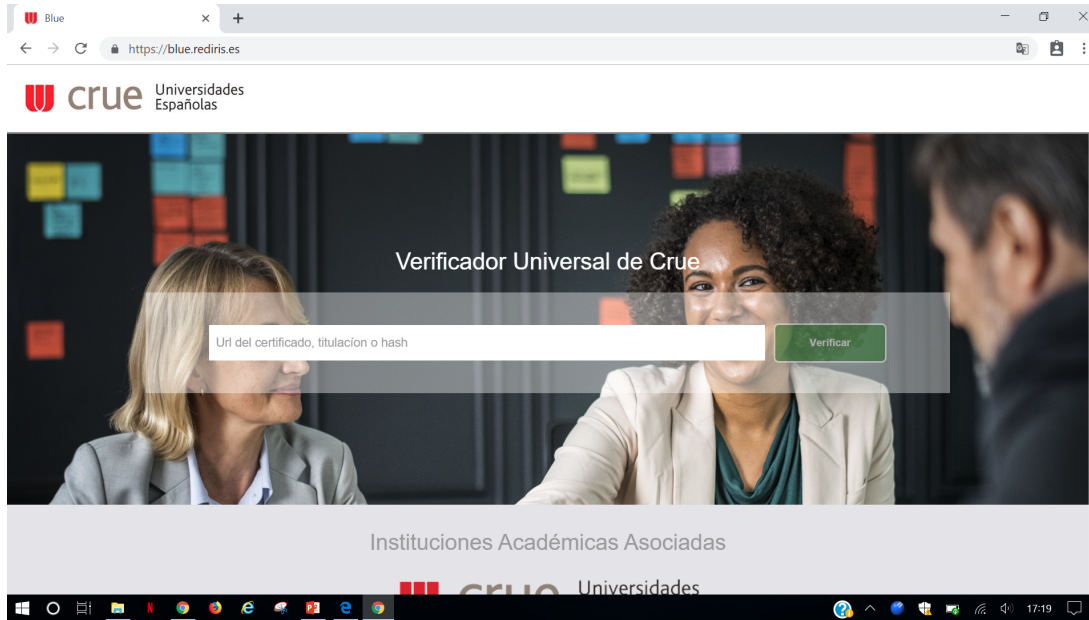 Blue
https://blue.rediris.es
crue Universidades
Españolas
Verificador Universal de Crue
Url del certificado, titulacíon o hash
Verificar
Instituciones Académicas Asociadas
crue Universidades
17:19